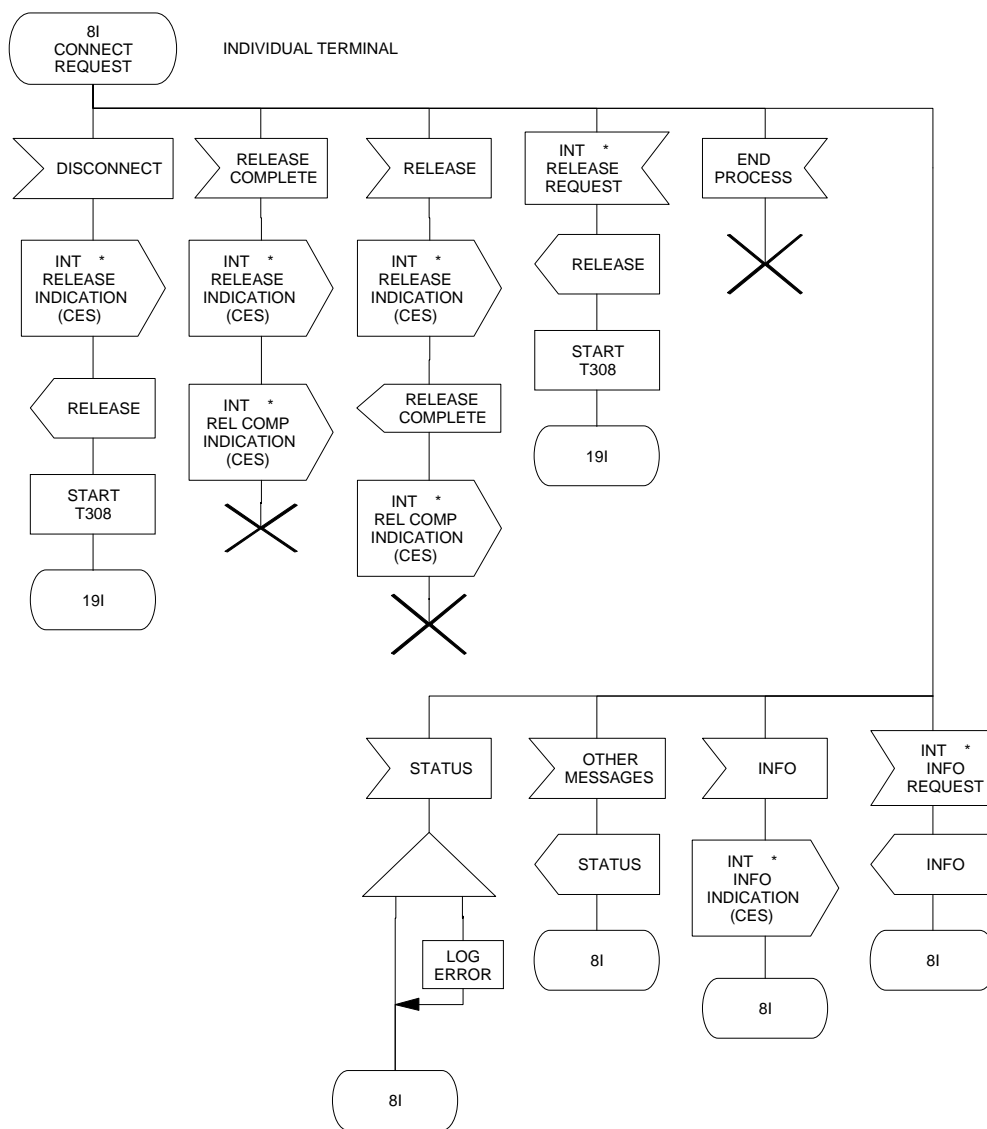 8I
CONNECT
REQUEST
INDIVIDUAL TERMINAL
DISCONNECT
RELEASE
COMPLETE
RELEASE
INT *
RELEASE
REQUEST
END
PROCESS
INT *
RELEASE
INDICATION
(CES)
INT *
RELEASE
INDICATION
(CES)
INT *
RELEASE
INDICATION
(CES)
RELEASE
START
T308
19I
RELEASE
INT *
REL COMP
INDICATION
(CES)
RELEASE
COMPLETE
START
T308
INT *
REL COMP
INDICATION
(CES)
19I
STATUS
OTHER
MESSAGES
INFO
INT *
INFO
REQUEST
STATUS
INT *
INFO
INDICATION
(CES)
INFO
LOG
ERROR
8I
8I
8I
8I